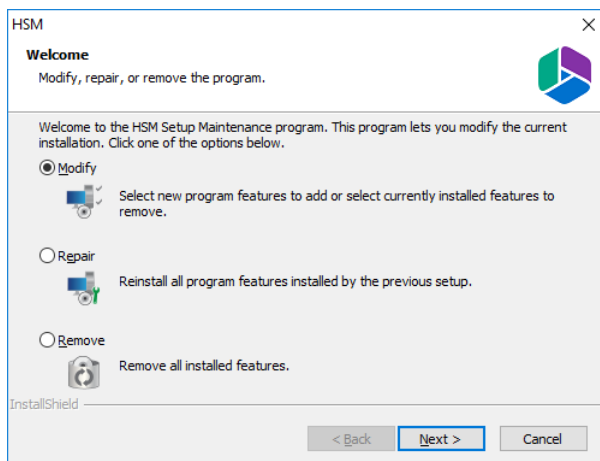 HSM
Welcome
Modify, repair, or remove the program.
Welcome to the HSM Setup Maintenance program. This program lets you modify the current
installation. Click one of the options below.
Modify
Select new program features to add or select currently installed features to
remove.
Repair
Reinstall all program features installed by the previous setup.
Remove
Remove all installed features.
InstallShield
< Back Next > Cancel